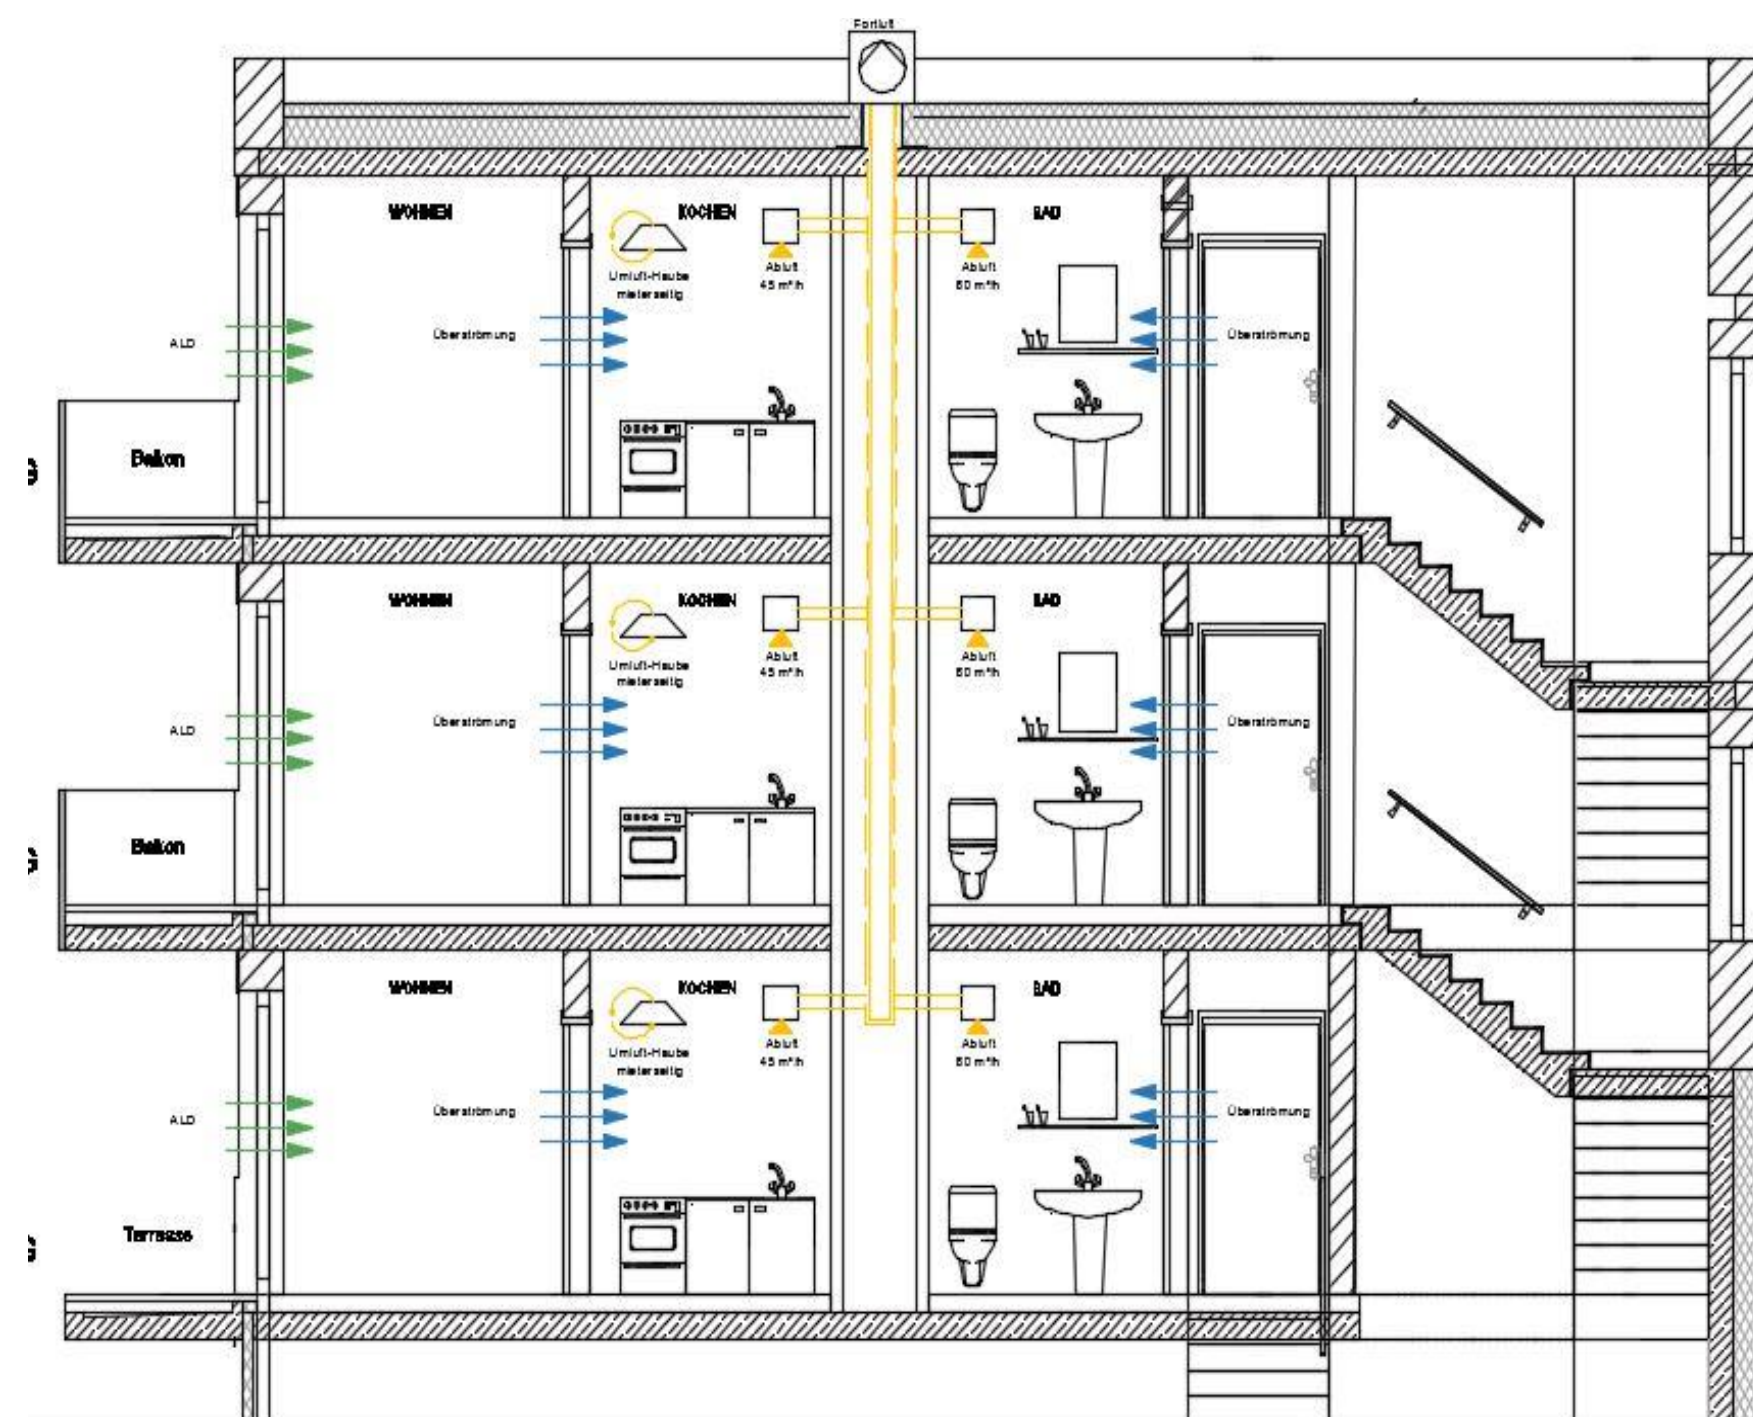 Fortluft
WOHNEN
KOCHEN
BAD
Umluft-Haube
mieterseitig
Abluft
45 m³/h
Abluft
60 m³/h
ALD
Überströmung
Überströmung
Balkon
WOHNEN
KOCHEN
BAD
Umluft-Haube
mieterseitig
Abluft
45 m³/h
Abluft
60 m³/h
ALD
Überströmung
Überströmung
Balkon
WOHNEN
KOCHEN
BAD
Umluft-Haube
mieterseitig
Abluft
45 m³/h
Abluft
60 m³/h
ALD
Überströmung
Überströmung
Terrasse